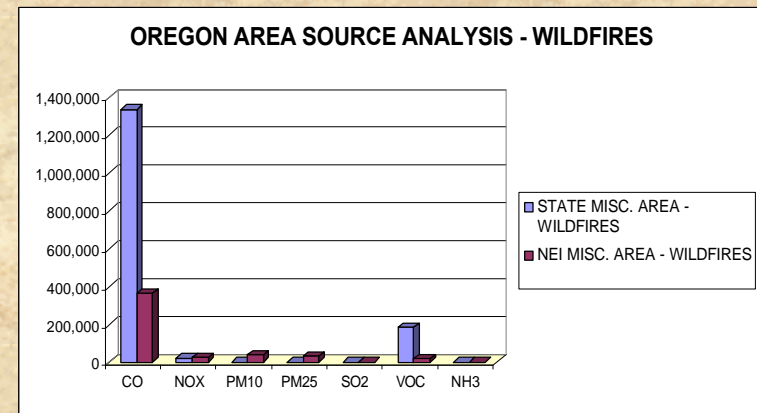 OREGON AREA SOURCE ANALYSIS - WILDFIRES
1,400,000
1,200,000
1,000,000
800,000
600,000
400,000
200,000
0
CO NOX PM10 PM25 SO2 VOC NH3
STATE MISC. AREA -
WILDFIRES
NEI MISC. AREA - WILDFIRES